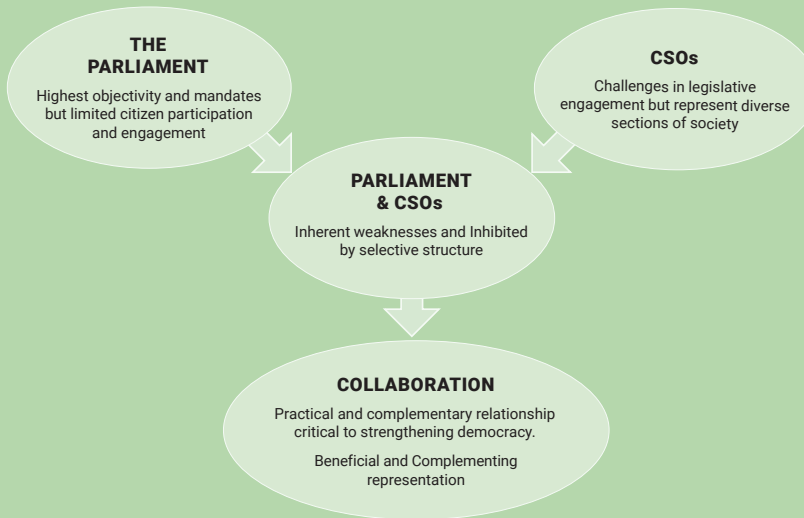 THE
PARLIAMENT
Highest objectivity and mandates
but limited citizen participation
and engagement
CSOs
Challenges in legislative
engagement but represent diverse
sections of society
PARLIAMENT
& CSOs
Inherent weaknesses and Inhibited
by selective structure
COLLABORATION
Practical and complementary relationship
critical to strengthening democracy.
Beneficial and Complementing
representation